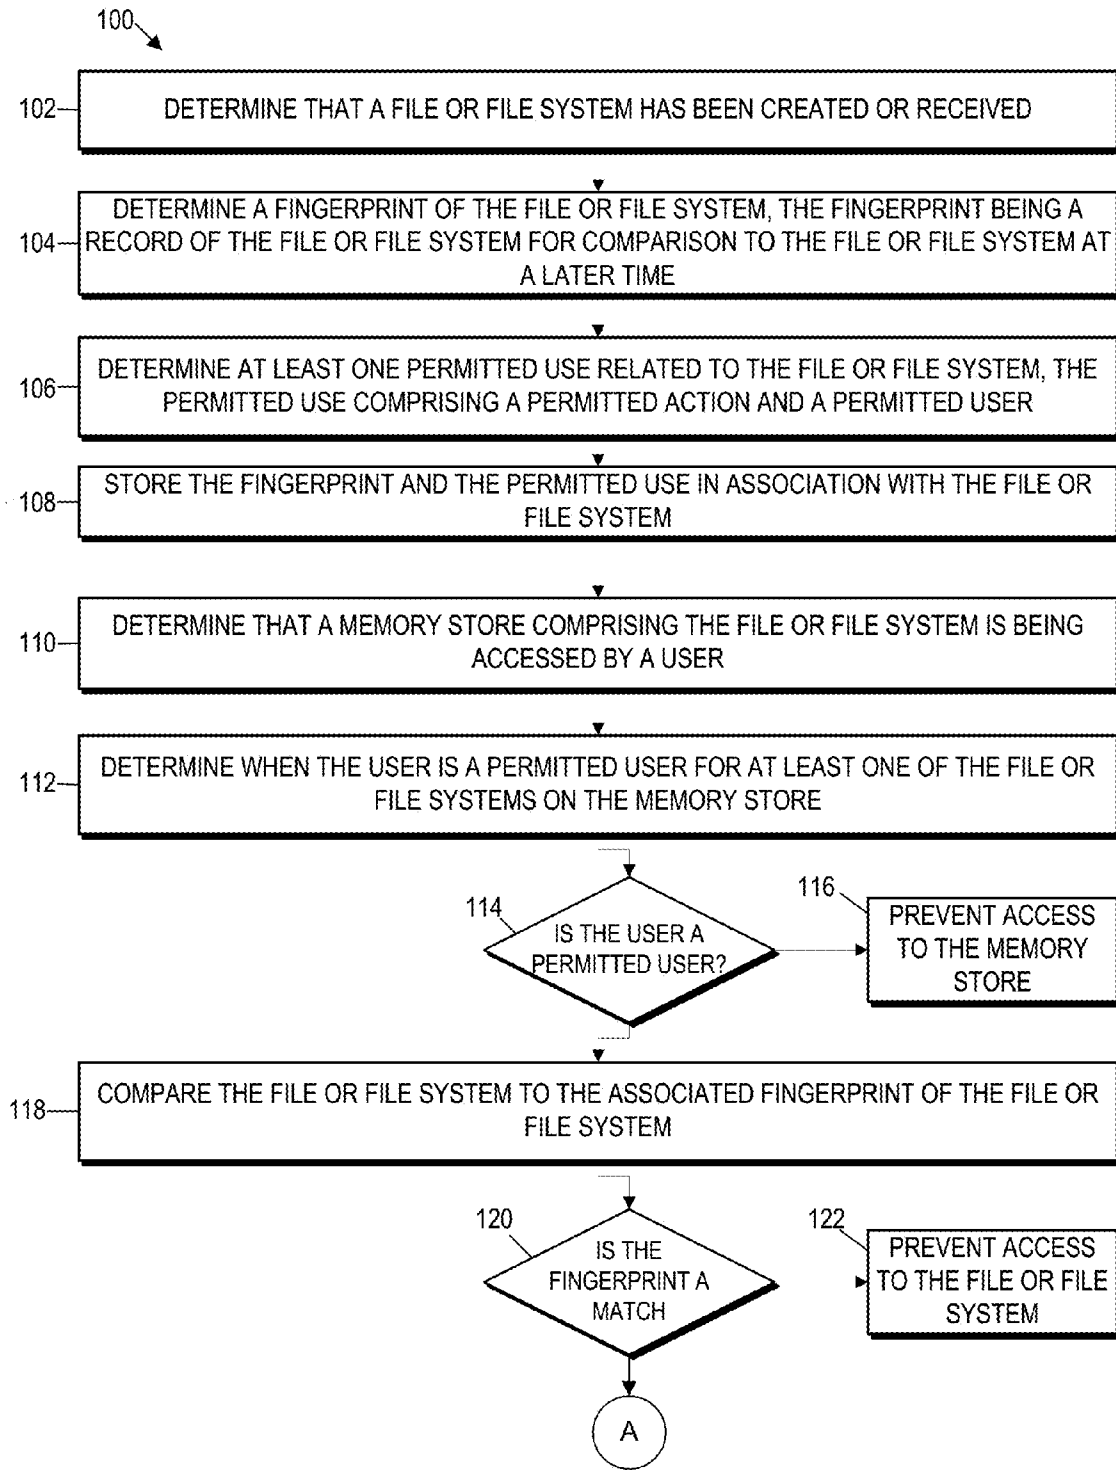 100
102
DETERMINE THAT A FILE OR FILE SYSTEM HAS BEEN CREATED OR RECEIVED
104
DETERMINE A FINGERPRINT OF THE FILE OR FILE SYSTEM, THE FINGERPRINT BEING A
RECORD OF THE FILE OR FILE SYSTEM FOR COMPARISON TO THE FILE OR FILE SYSTEM AT
A LATER TIME
106
DETERMINE AT LEAST ONE PERMITTED USE RELATED TO THE FILE OR FILE SYSTEM, THE
PERMITTED USE COMPRISING A PERMITTED ACTION AND A PERMITTED USER
108
STORE THE FINGERPRINT AND THE PERMITTED USE IN ASSOCIATION WITH THE FILE OR
FILE SYSTEM
110
DETERMINE THAT A MEMORY STORE COMPRISING THE FILE OR FILE SYSTEM IS BEING
ACCESSED BY A USER
112
DETERMINE WHEN THE USER IS A PERMITTED USER FOR AT LEAST ONE OF THE FILE OR
FILE SYSTEMS ON THE MEMORY STORE
114
IS THE USER A
PERMITTED USER?
116
PREVENT ACCESS
TO THE MEMORY
STORE
118
COMPARE THE FILE OR FILE SYSTEM TO THE ASSOCIATED FINGERPRINT OF THE FILE OR
FILE SYSTEM
120
IS THE
FINGERPRINT A
MATCH
122
PREVENT ACCESS
TO THE FILE OR FILE
SYSTEM
A